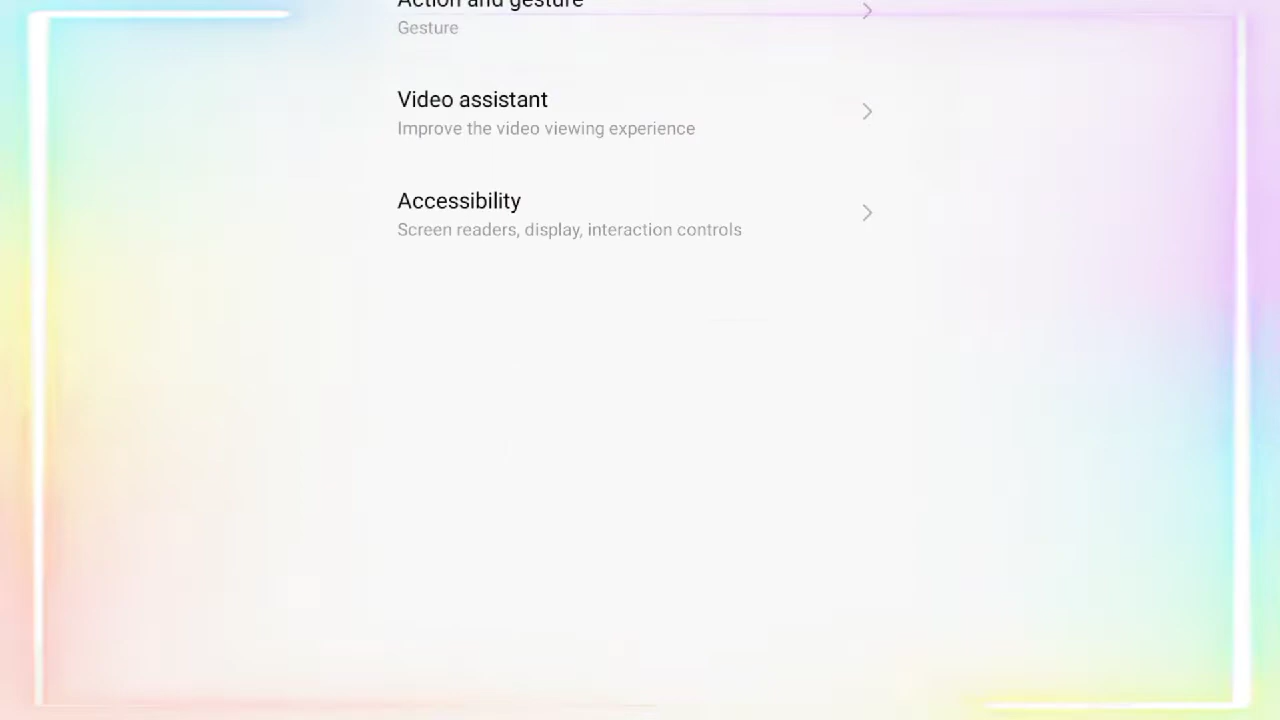 Action and gesture
Gesture
Video assistant
Improve the video viewing experience
Accessibility
Screen readers, display, interaction controls